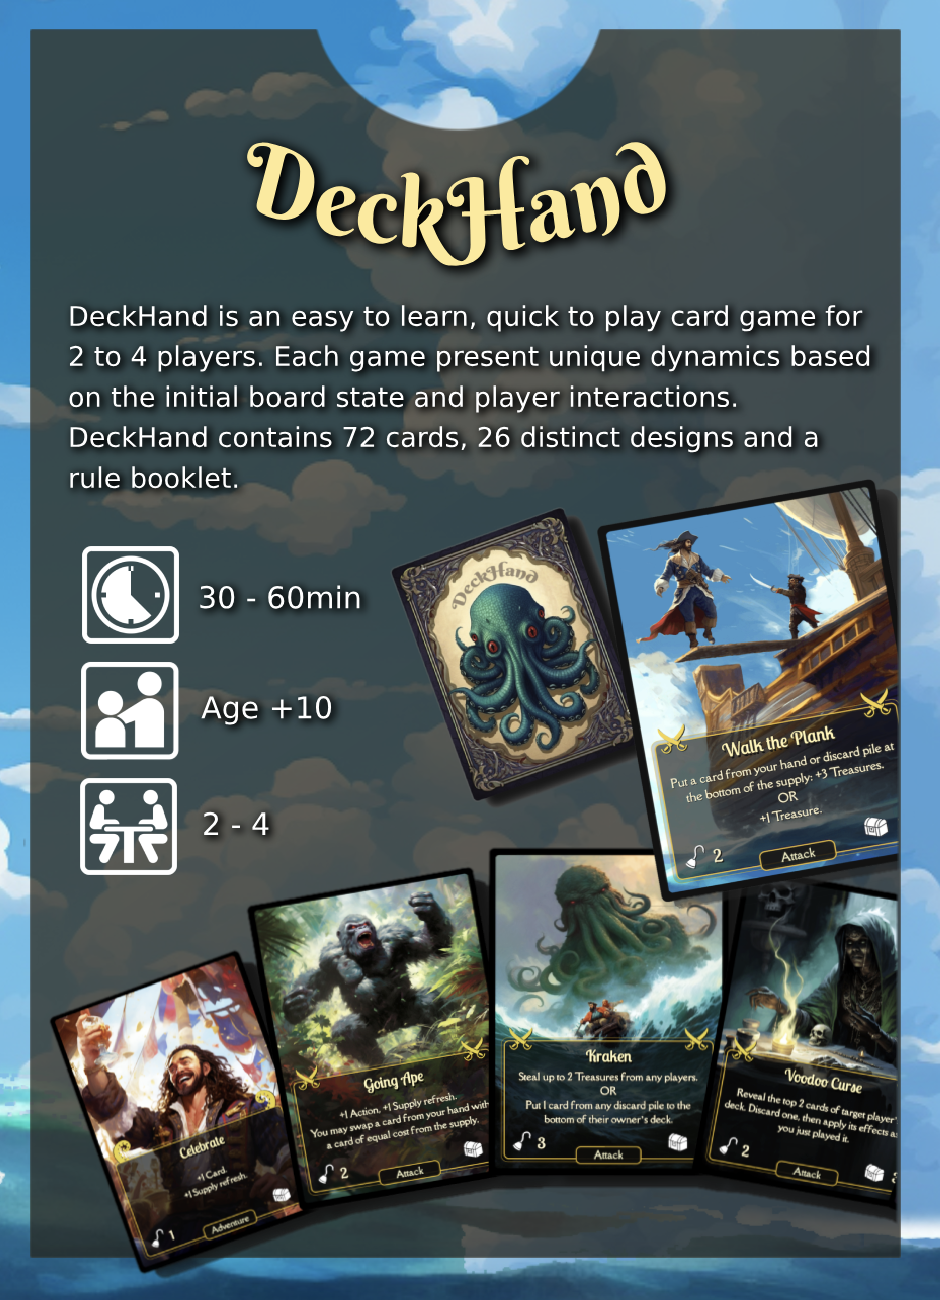 DeckHand
DeckHand is an easy to learn, quick to play card game for
2 to 4 players. Each game present unique dynamics based
on the initial board state and player interactions.
DeckHand contains 72 cards, 26 distinct designs and a
rule booklet.
30 - 60min
Age +10
2 - 4
DeckHand
Walk the Plank
Put a card from your hand or discard pile at
the bottom of the supply: +3 Treasures.
OR
+1 Treasure.
2
Attack
Celebrate
+1 Card.
+1 Supply refresh.
1
Adventure
Going Ape
+1 Action, +1 Supply refresh.
You may swap a card from your hand with
a card of equal cost from the supply.
2
Attack
Kraken
Steal up to 2 Treasures from any players.
OR
Put 1 card from any discard pile to the
bottom of their owner's deck.
3
Attack
Voodoo Curse
Reveal the top 2 cards of target player'
deck. Discard one, then apply its effects as
you just played it.
2
Attack